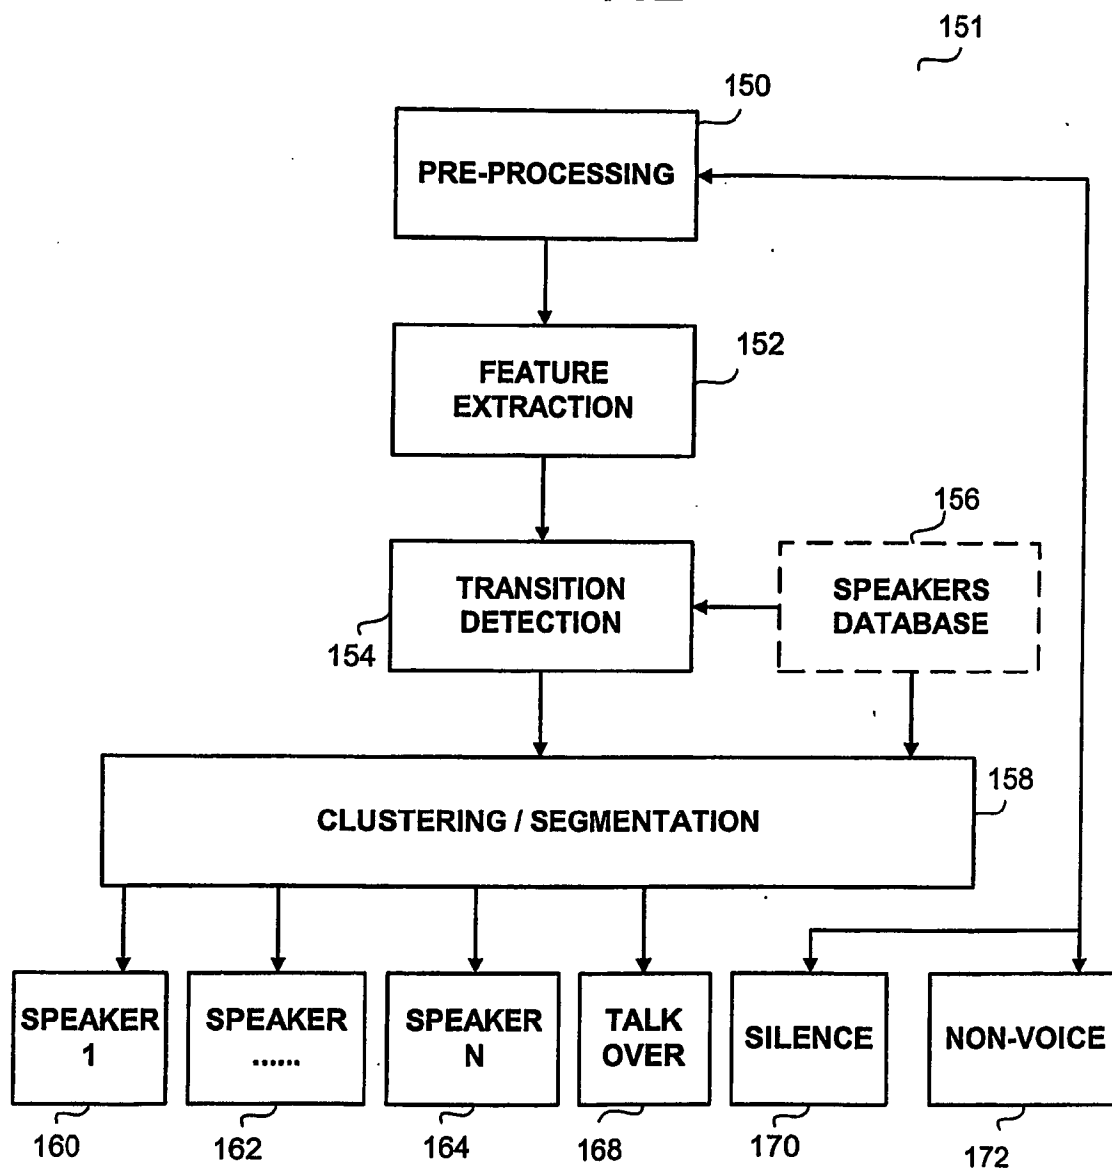 151
150
PRE-PROCESSING
152
FEATURE
EXTRACTION
156
TRANSITION
DETECTION
154
SPEAKERS
DATABASE
158
CLUSTERING / SEGMENTATION
SPEAKER
1
SPEAKER
......
SPEAKER
N
TALK
OVER
SILENCE
NON-VOICE
160
162
164
168
170
172